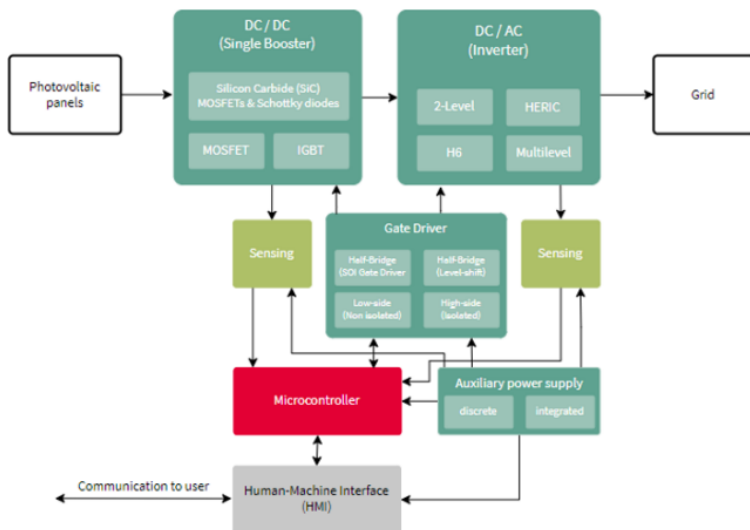 DC / DC
(Single Booster)
DC / AC
(Inverter)
Photovoltaic
panels
Silicon Carbide (SiC)
MOSFETs & Schottky diodes
MOSFET
IGBT
2-Level
HERIC
H6
Multilevel
Grid
Sensing
Gate Driver
Half-Bridge
(SOI Gate Driver
Half-Bridge
(Level-shift)
Low-side
(Non isolated)
High-side
(Isolated)
Sensing
Microcontroller
Auxiliary power supply
discrete
integrated
Communication to user
Human-Machine Interface
(HMI)